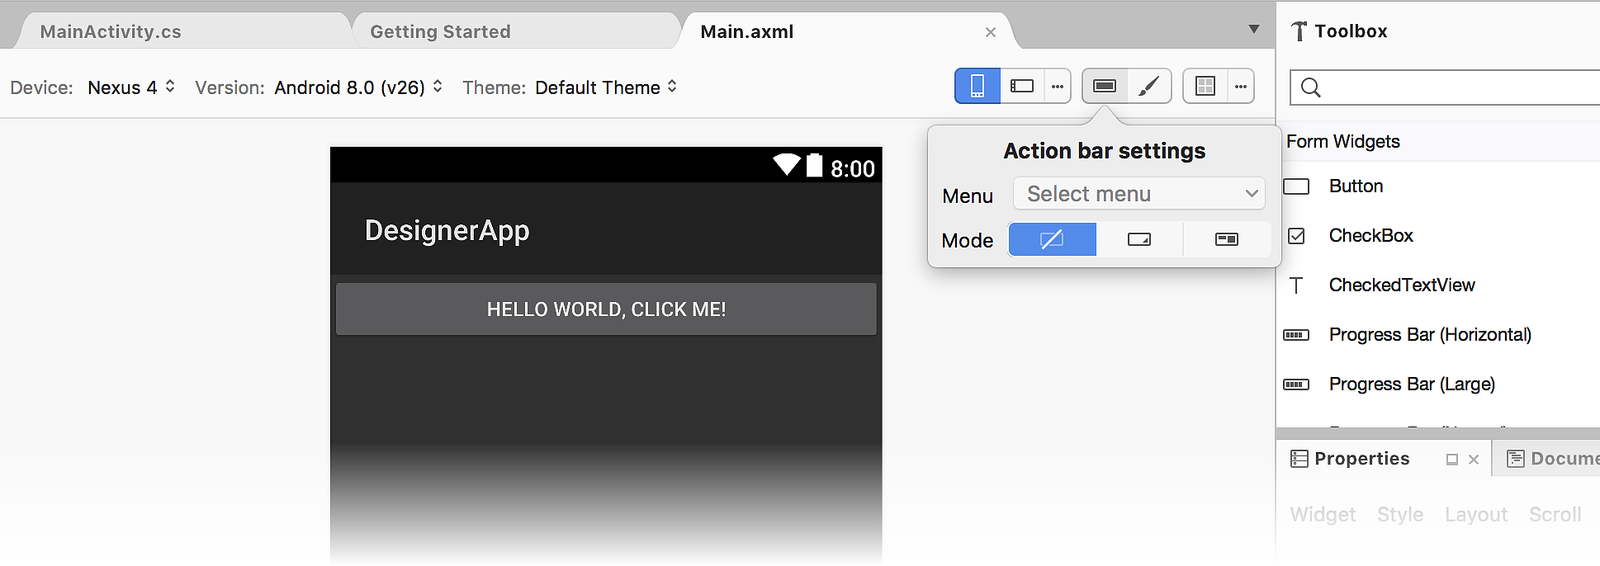 MainActivity.cs
Getting Started
Main.axml
Toolbox
Device: Nexus 4 Version: Android 8.0 (v26) Theme: Default Theme
Form Widgets
Action bar settings
Menu Select menu
Mode
8:00
DesignerApp
HELLO WORLD, CLICK ME!
Button
CheckBox
CheckedTextView
Progress Bar (Horizontal)
Progress Bar (Large)
Properties
Docume
Widget Style Layout Scroll